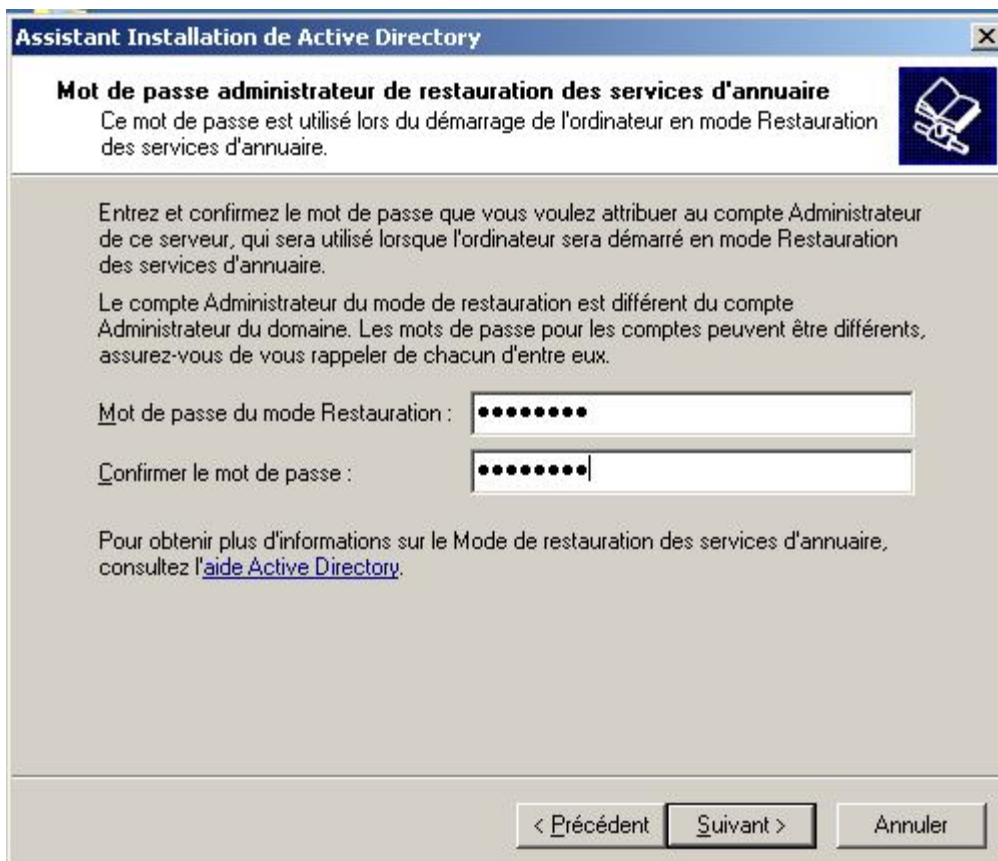 Assistant Installation de Active Directory
Mot de passe administrateur de restauration des services d'annuaire
Ce mot de passe est utilisé lors du démarrage de l'ordinateur en mode Restauration
des services d'annuaire.
Entrez et confirmez le mot de passe que vous voulez attribuer au compte Administrateur
de ce serveur, qui sera utilisé lorsque l'ordinateur sera démarré en mode Restauration
des services d'annuaire.
Le compte Administrateur du mode de restauration est différent du compte
Administrateur du domaine. Les mots de passe pour les comptes peuvent être différents,
assurez-vous de vous rappeler de chacun d'entre eux.
Mot de passe du mode Restauration : ●●●●●●●●
Confirmer le mot de passe : ●●●●●●●●
Pour obtenir plus d'informations sur le Mode de restauration des services d'annuaire,
consultez l'aide Active Directory.
< Précédent Suivant > Annuler